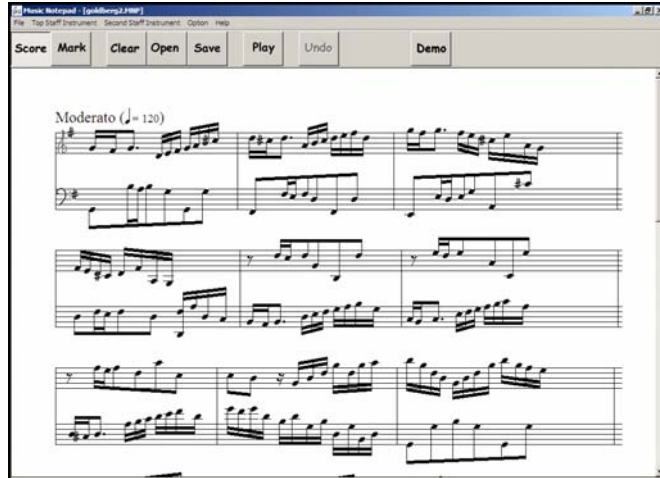 Music Notepad - [goldberg2.MNP]
File Top Staff Instrument Second Staff Instrument Option Help
Score Mark Clear Open Save Play Undo Demo
Moderato (♩= 120)